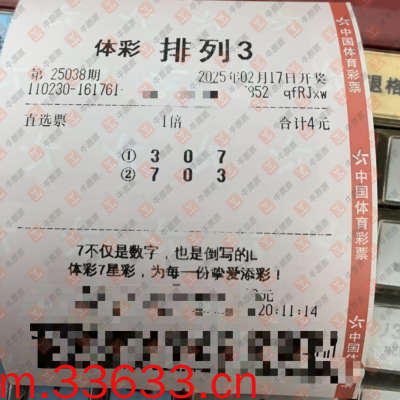 体彩 排列3
第 25038期 2025年02月17日开奖
110230-161761- 952 qfRJxw
直选票 1倍 合计4元
① 3 0 7
② 7 0 3
7不仅是数字，也是倒写的L
体彩7星彩，为每一份挚爱添彩！
元
20:11:14
中国体育彩票
中国体育彩票
中国体育
退格
m.33633.cn